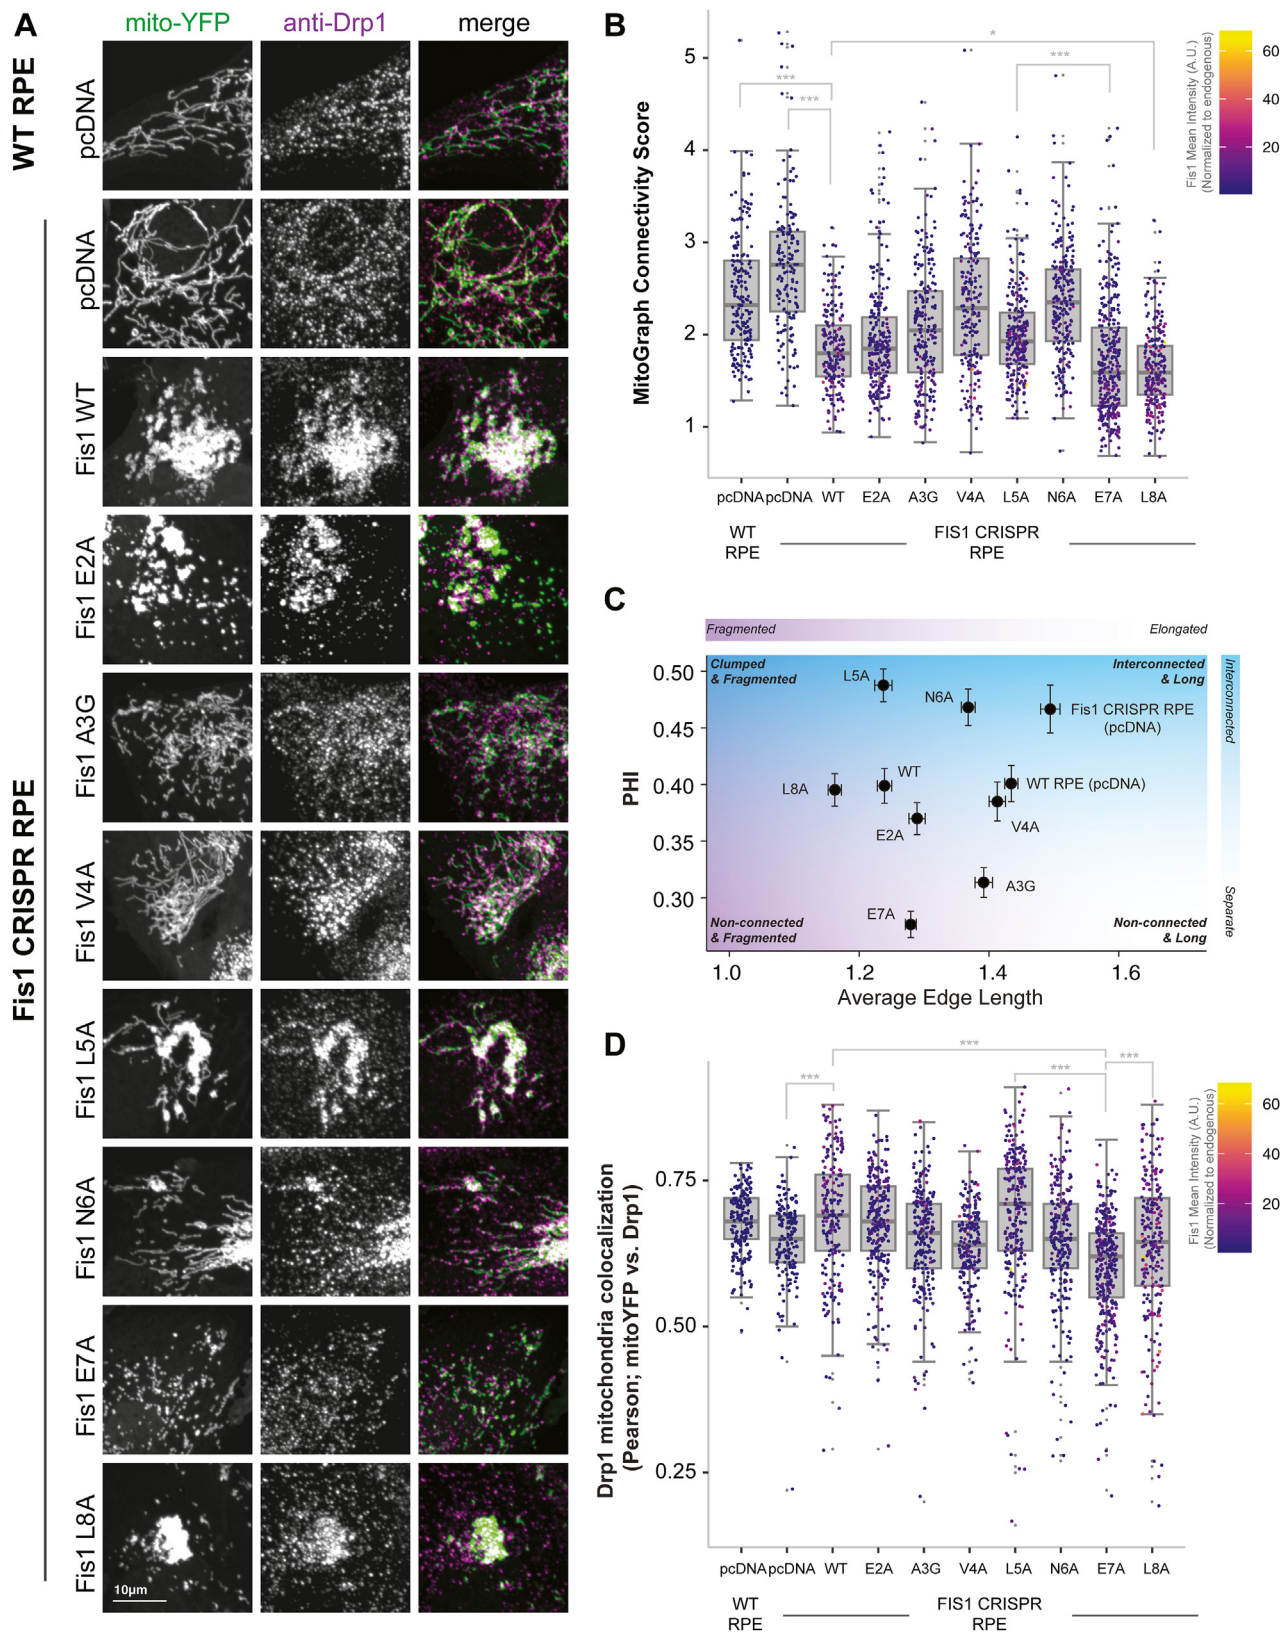 A
mito-YFP
anti-Drp1
merge
WT RPE
pcDNA
Fis1 CRISPR RPE
pcDNA
Fis1 WT
Fis1 E2A
Fis1 A3G
Fis1 V4A
Fis1 L5A
Fis1 N6A
Fis1 E7A
Fis1 L8A
10µm
B
MitoGraph Connectivity Score
5
4
3
2
1
***
***
*
***
Fis1 Mean Intensity (A.U.)
(Normalized to endogenous)
60
40
20
pcDNA pcDNA WT E2A A3G V4A L5A N6A E7A L8A
WT
RPE
FIS1 CRISPR
RPE
C
Fragmented
Elongated
Clumped
& Fragmented
Interconnected
& Long
Non-connected
& Fragmented
Non-connected
& Long
Interconnected
Separate
PHI
0.50
0.45
0.40
0.35
0.30
L5A
N6A
Fis1 CRISPR RPE
(pcDNA)
L8A
WT
WT RPE (pcDNA)
E2A
V4A
A3G
E7A
1.0 1.2 1.4 1.6
Average Edge Length
D
Drp1 mitochondria colocalization
(Pearson; mitoYFP vs. Drp1)
0.75
0.50
0.25
***
***
***
***
Fis1 Mean Intensity (A.U.)
(Normalized to endogenous)
60
40
20
pcDNA pcDNA WT E2A A3G V4A L5A N6A E7A L8A
WT
RPE
FIS1 CRISPR
RPE